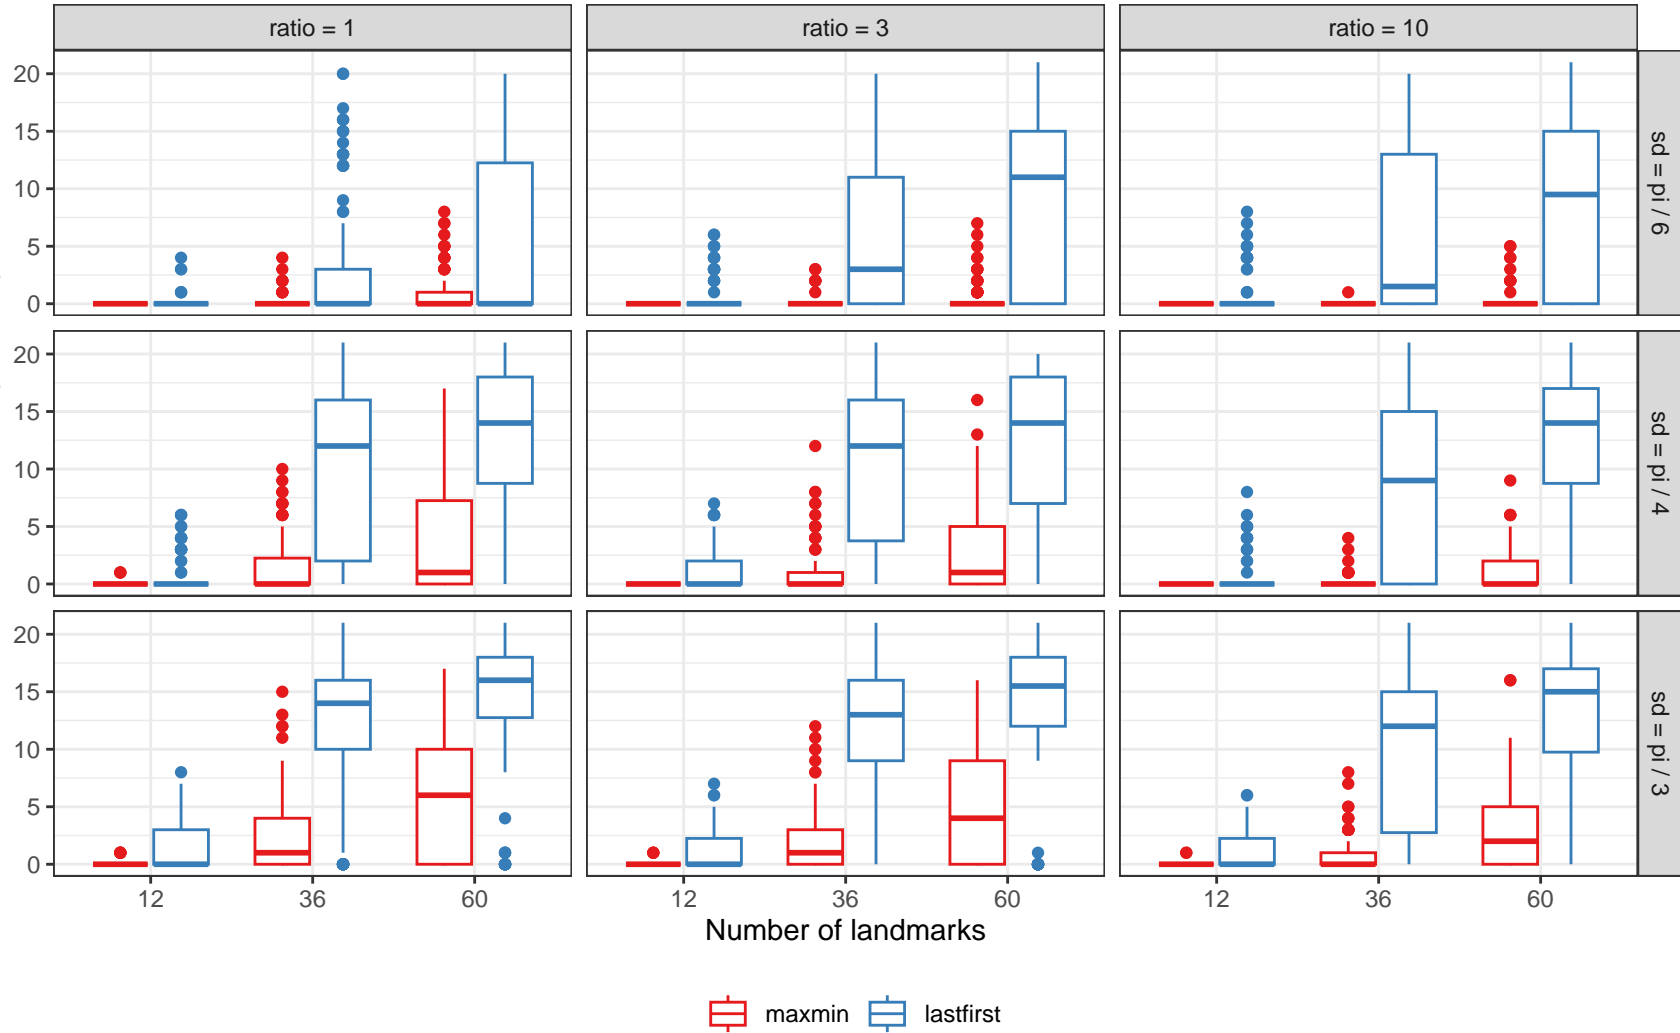 ratio = 1
ratio = 3
ratio = 10
20
15
10
5
0
sd = pi / 6
20
15
10
5
0
sd = pi / 4
20
15
10
5
0
sd = pi / 3
12 36 60
12 36 60
12 36 60
Number of landmarks
maxmin lastfirst